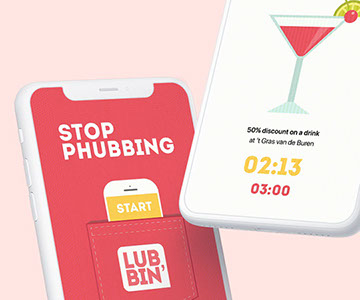 STOP
PHUBBING
START
LUB
BIN'
50% discount on a drink
at 't Gras van de Buren
02:13
03:00